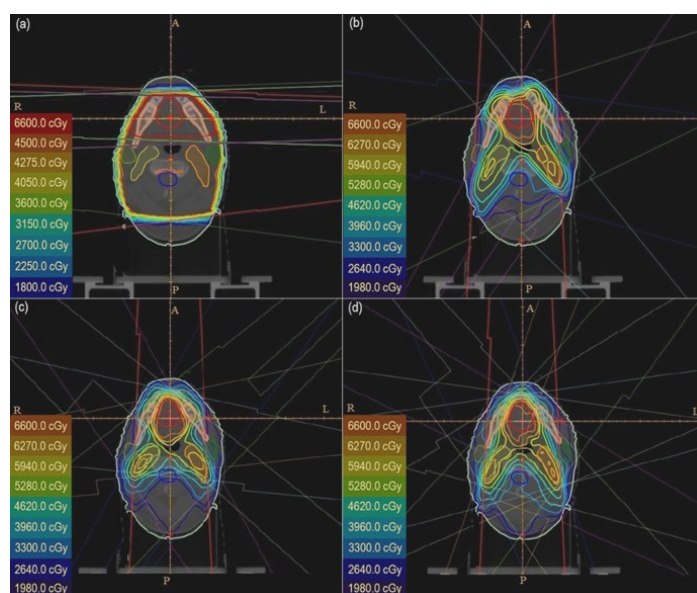 (a)
A
R
L
6600.0 cGy
4500.0 cGy
4275.0 cGy
4050.0 cGy
3600.0 cGy
3150.0 cGy
2700.0 cGy
2250.0 cGy
1800.0 cGy
P
(b)
A
R
L
6600.0 cGy
6270.0 cGy
5940.0 cGy
5280.0 cGy
4620.0 cGy
3960.0 cGy
3300.0 cGy
2640.0 cGy
1980.0 cGy
P
(c)
A
R
L
6600.0 cGy
6270.0 cGy
5940.0 cGy
5280.0 cGy
4620.0 cGy
3960.0 cGy
3300.0 cGy
2640.0 cGy
1980.0 cGy
P
(d)
A
R
L
6600.0 cGy
6270.0 cGy
5940.0 cGy
5280.0 cGy
4620.0 cGy
3960.0 cGy
3300.0 cGy
2640.0 cGy
1980.0 cGy
P